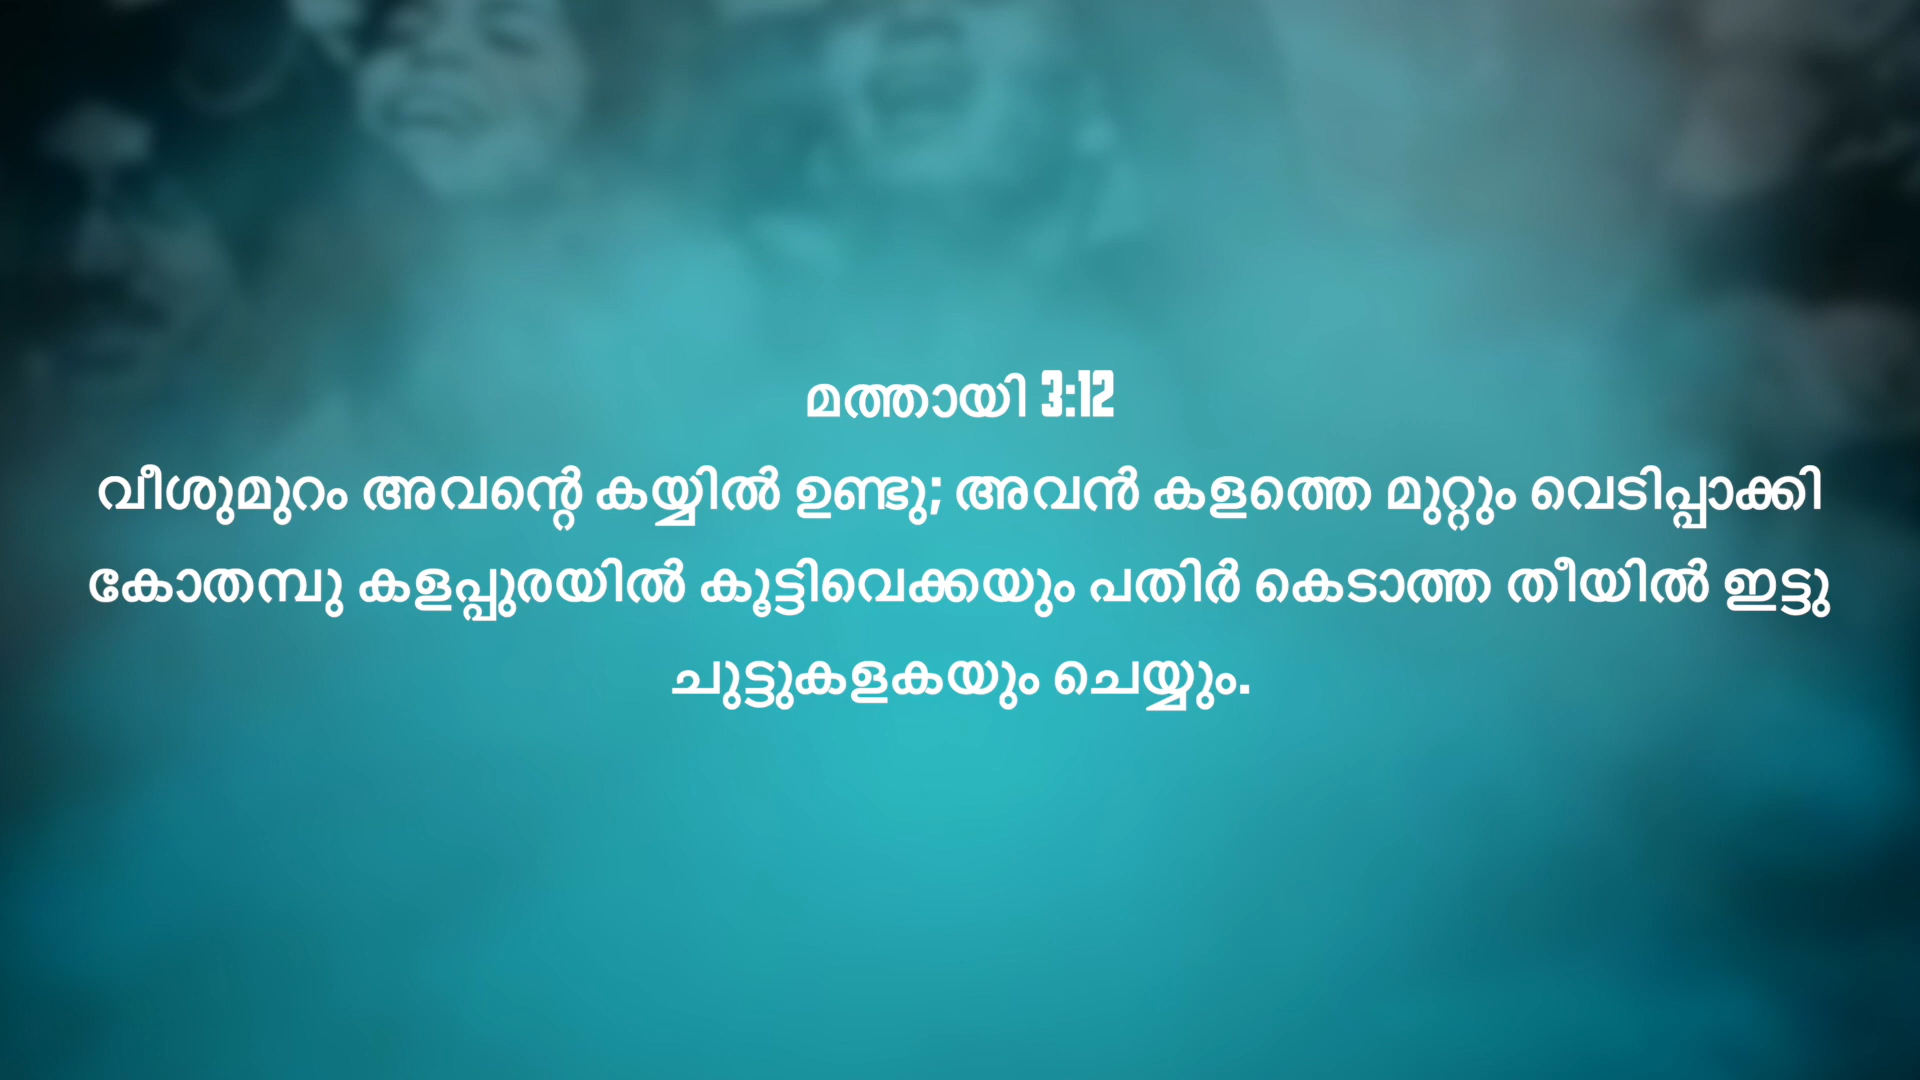 മത്തായി 3:12
വീശുമുറം അവന്റെ കയ്യിൽ ഉണ്ടു; അവൻ കളത്തെ മുറ്റും വെടിപ്പാക്കി
കോതമ്പു കളപ്പുരയിൽ കൂട്ടിവെക്കയും പതിർ കെടാത്ത തീയിൽ ഇട്ടു
ചുട്ടുകളകയും ചെയ്യും.